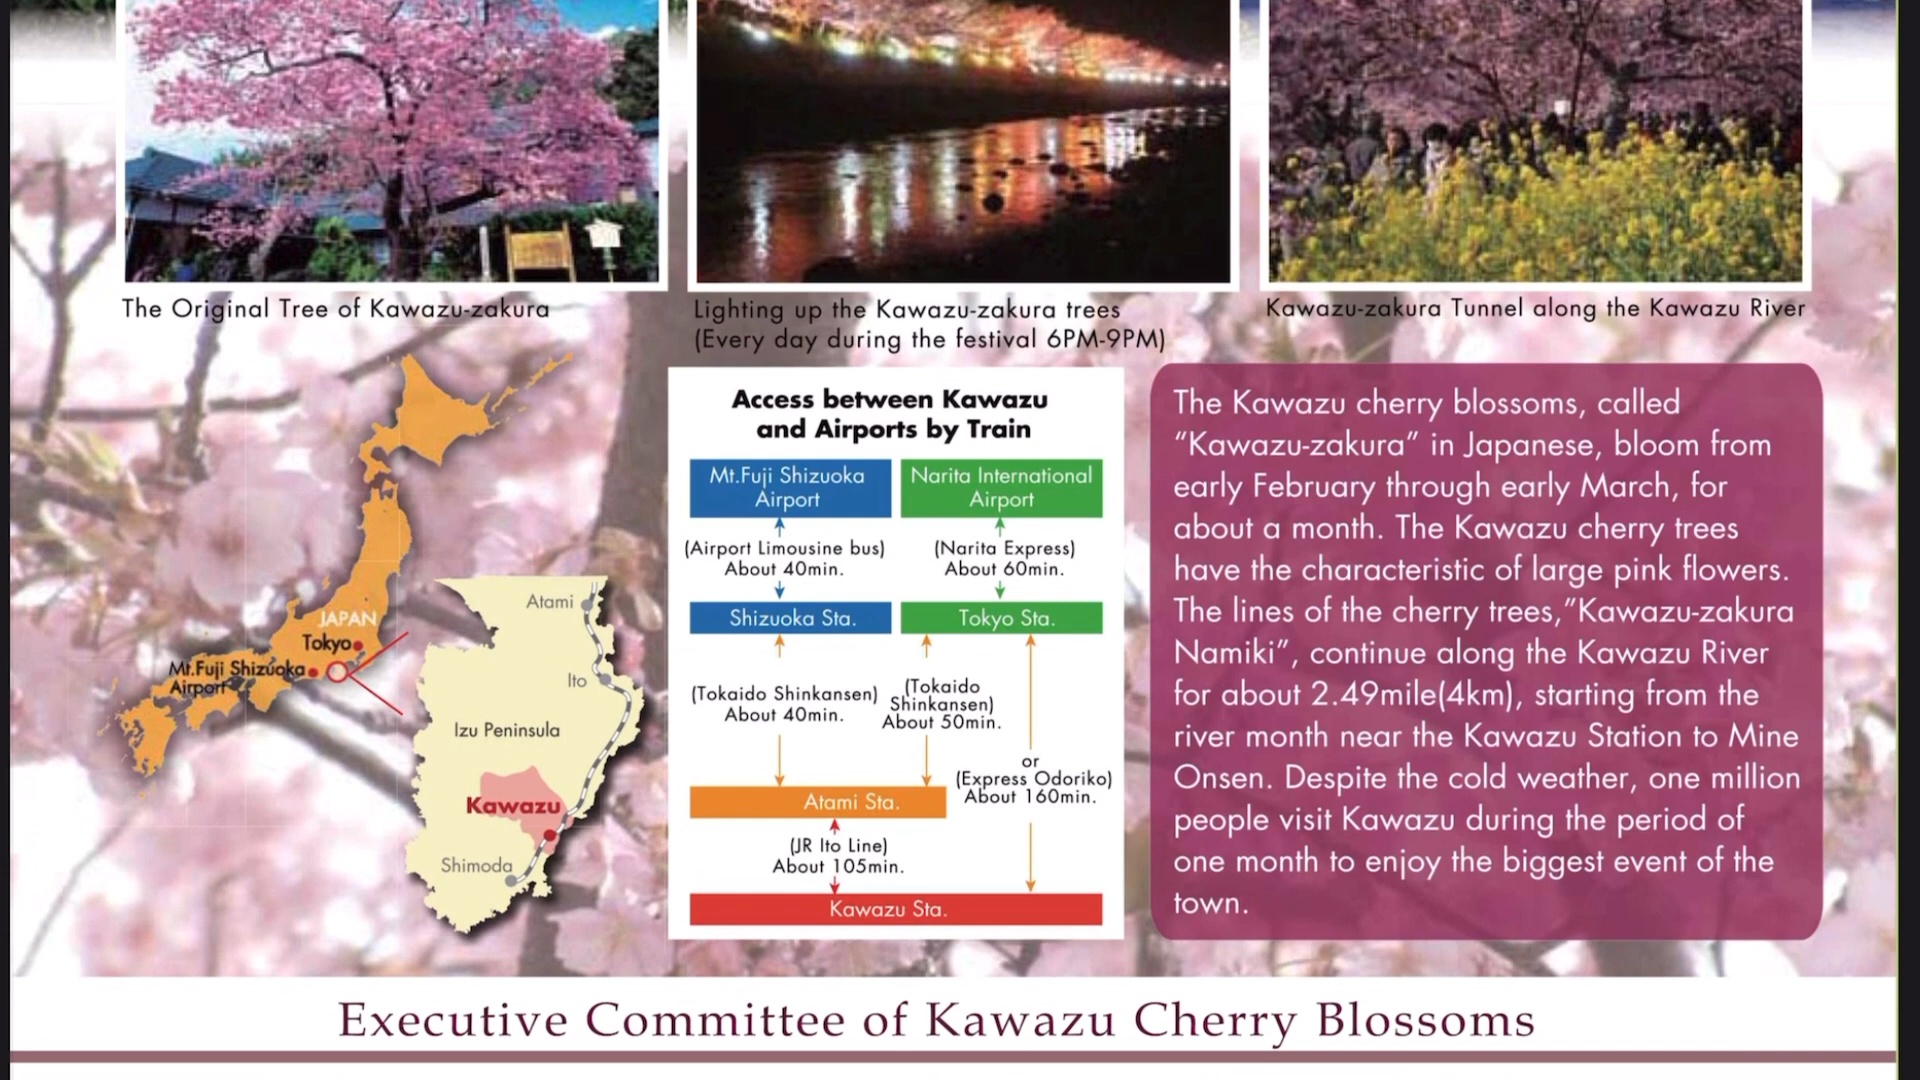 The Original Tree of Kawazu-zakura
Lighting up the Kawazu-zakura trees
(Every day during the festival 6PM-9PM)
Kawazu-zakura Tunnel along the Kawazu River
JAPAN
Tokyo
Mt.Fuji Shizuoka
Airport
Atami
Ito
Izu Peninsula
Kawazu
Shimoda
Access between Kawazu
and Airports by Train
Mt.Fuji Shizuoka
Airport
Narita International
Airport
(Airport Limousine bus)
About 40min.
(Narita Express)
About 60min.
Shizuoka Sta.
Tokyo Sta.
(Tokaido Shinkansen)
About 40min.
(Tokaido
Shinkansen)
About 50min.
or
(Express Odoriko)
About 160min.
Atami Sta.
(JR Ito Line)
About 105min.
Kawazu Sta.
The Kawazu cherry blossoms, called
“Kawazu-zakura” in Japanese, bloom from
early February through early March, for
about a month. The Kawazu cherry trees
have the characteristic of large pink flowers.
The lines of the cherry trees,”Kawazu-zakura
Namiki”, continue along the Kawazu River
for about 2.49mile(4km), starting from the
river month near the Kawazu Station to Mine
Onsen. Despite the cold weather, one million
people visit Kawazu during the period of
one month to enjoy the biggest event of the
town.
Executive Committee of Kawazu Cherry Blossoms